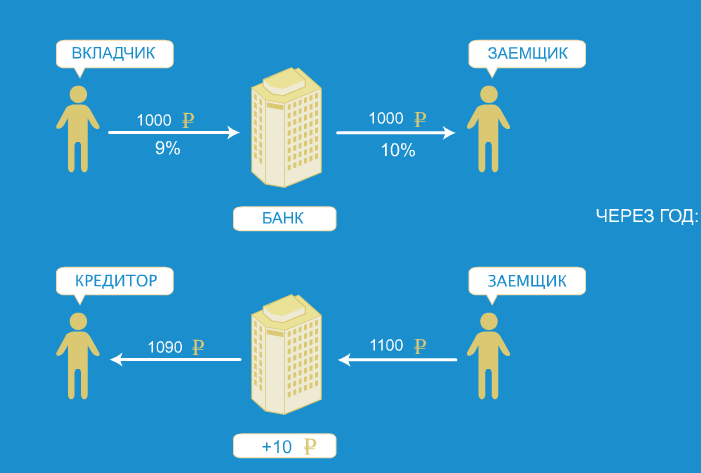 ВКЛАДЧИК
ЗАЕМЩИК
1000 ₽
9%
1000 ₽
10%
БАНК
ЧЕРЕЗ ГОД:
КРЕДИТОР
ЗАЕМЩИК
1090 ₽
1100 ₽
+10 ₽